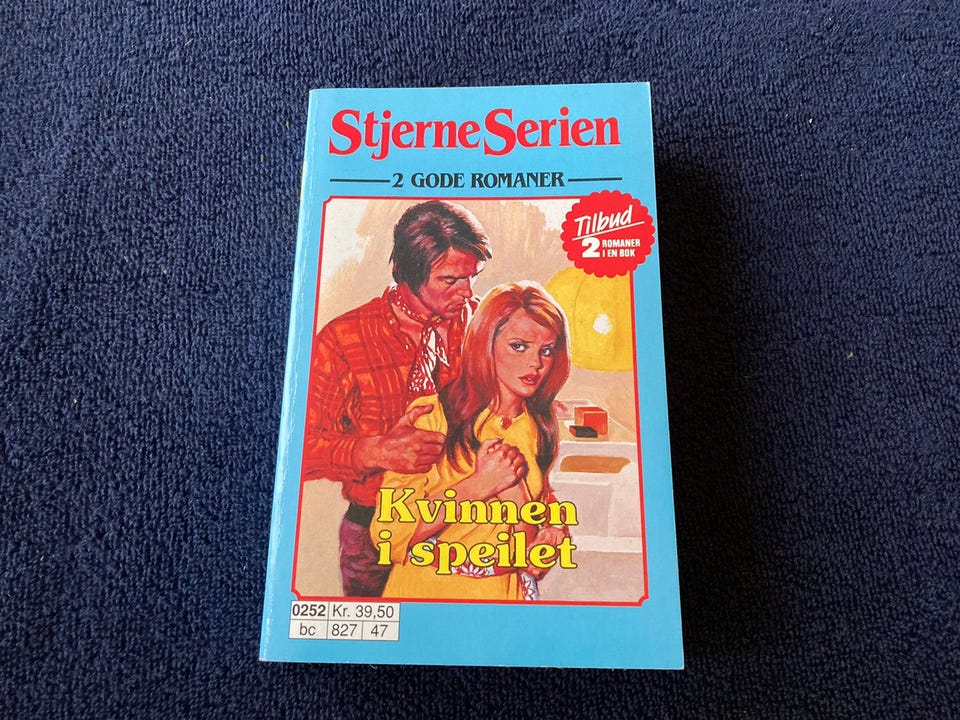 StjerneSerien
2 GODE ROMANER
Tilbud
2 ROMANER
I EN BOK
Kvinnen
i speilet
0252 Kr. 39,50
bc 827 47